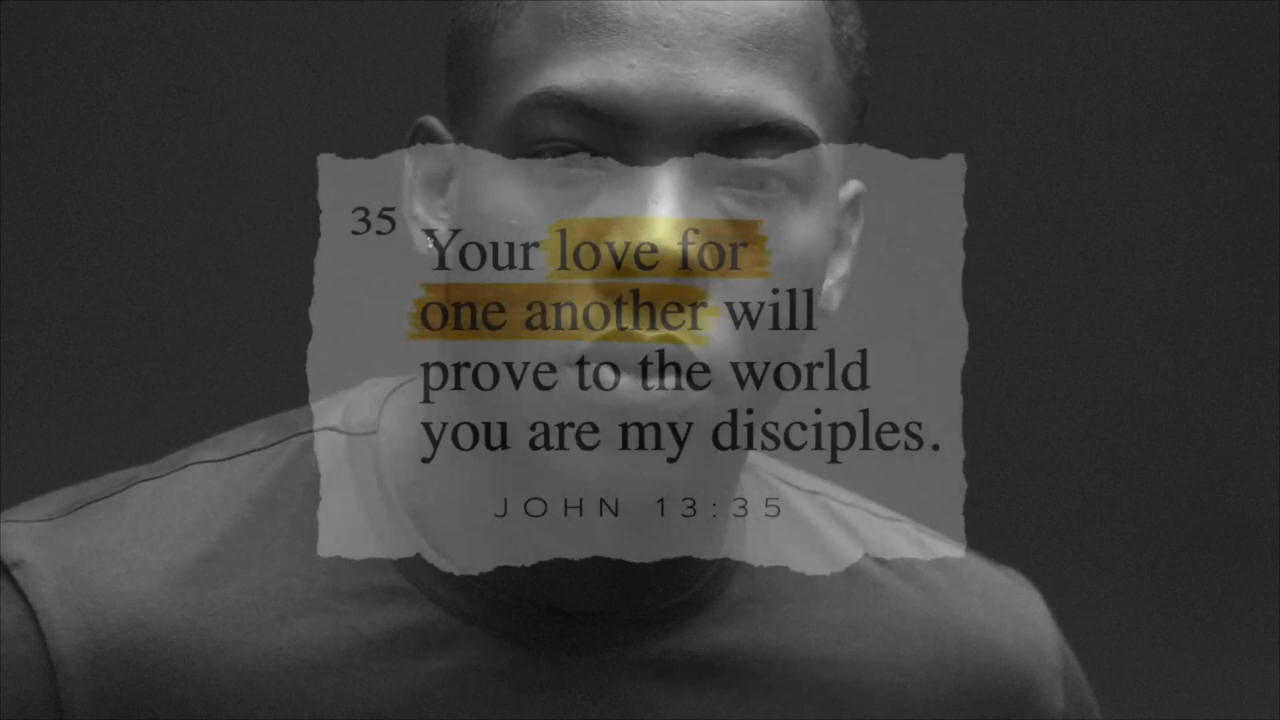 35
Your love for
one another will
prove to the world
you are my disciples.
JOHN 13:35